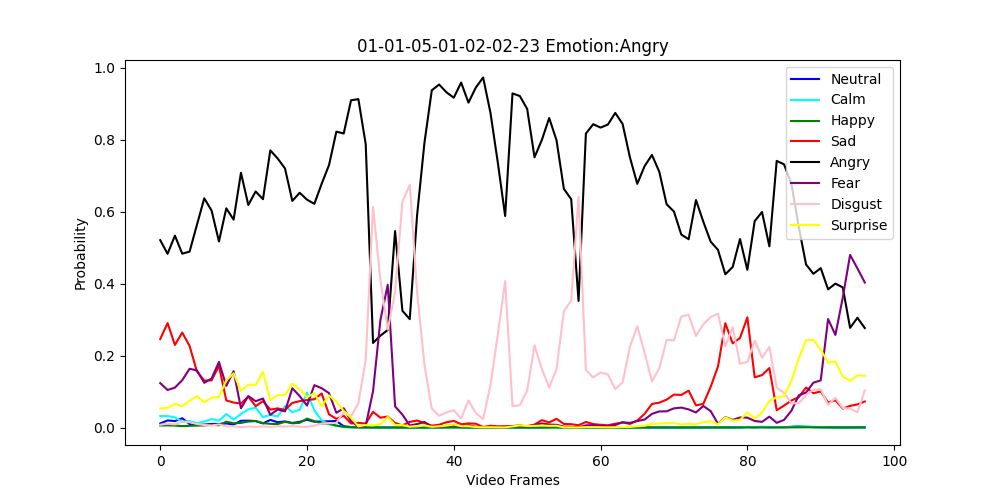 01-01-05-01-02-02-23 Emotion:Angry
1.0
0.8
0.6
0.4
0.2
0.0
Probability
0
20
40
60
80
100
Video Frames
Neutral
Calm
Happy
Sad
Angry
Fear
Disgust
Surprise